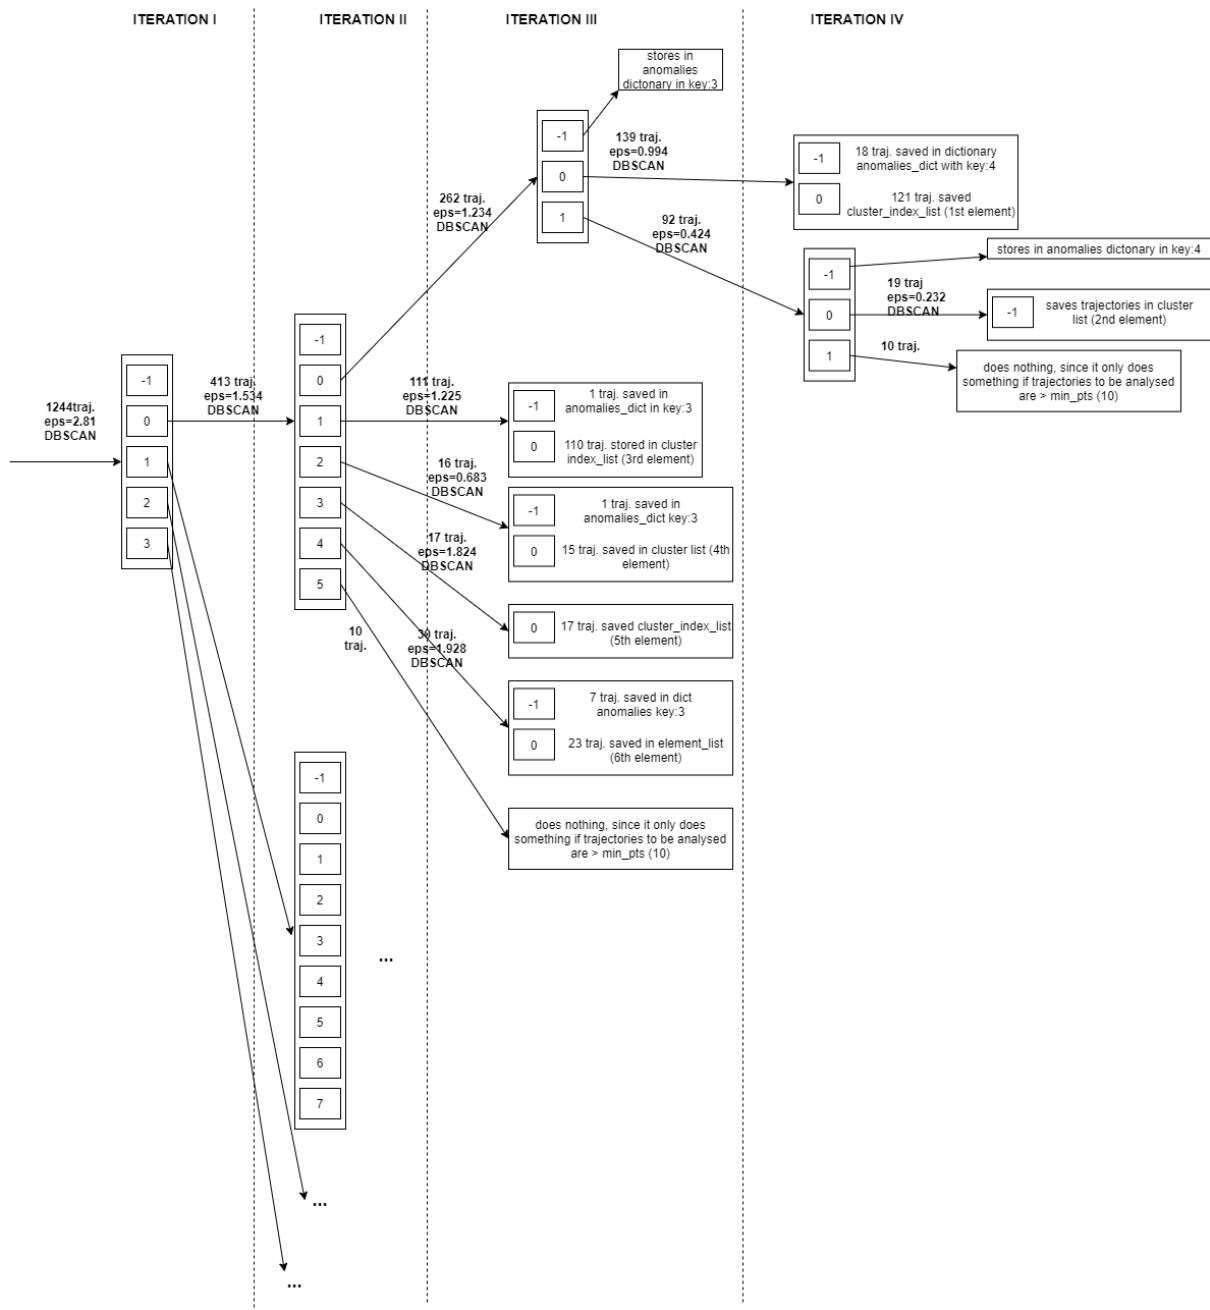 ITERATION I
ITERATION II
ITERATION III
ITERATION IV
1244traj.
eps=2.81
DBSCAN
-1
0
1
2
3
413 traj.
eps=1.534
DBSCAN
-1
0
1
2
3
4
5
262 traj.
eps=1.234
DBSCAN
-1
0
1
stores in
anomalies
dictonary in key:3
139 traj.
eps=0.994
DBSCAN
-1
18 traj. saved in dictionary
anomalies_dict with key:4
0
121 traj. saved
cluster_index_list (1st element)
92 traj.
eps=0.424
DBSCAN
-1
0
1
stores in anomalies dictonary in key:4
19 traj
eps=0.232
DBSCAN
-1
saves trajectories in cluster
list (2nd element)
10 traj.
does nothing, since it only does
something if trajectories to be analysed
are > min_pts (10)
111 traj.
eps=1.225
DBSCAN
-1
1 traj. saved in
anomalies_dict in key:3
0
110 traj. stored in cluster
index_list (3rd element)
16 traj.
eps=0.683
DBSCAN
-1
1 traj. saved in
anomalies_dict key:3
0
15 traj. saved in cluster list (4th
element)
17 traj.
eps=1.824
DBSCAN
0
17 traj. saved cluster_index_list
(5th element)
30 traj.
eps=1.928
DBSCAN
-1
7 traj. saved in dict
anomalies key:3
0
23 traj. saved in element_list
(6th element)
10
traj.
does nothing, since it only does
something if trajectories to be analysed
are > min_pts (10)
-1
0
1
2
3
4
5
6
7
...
...
...